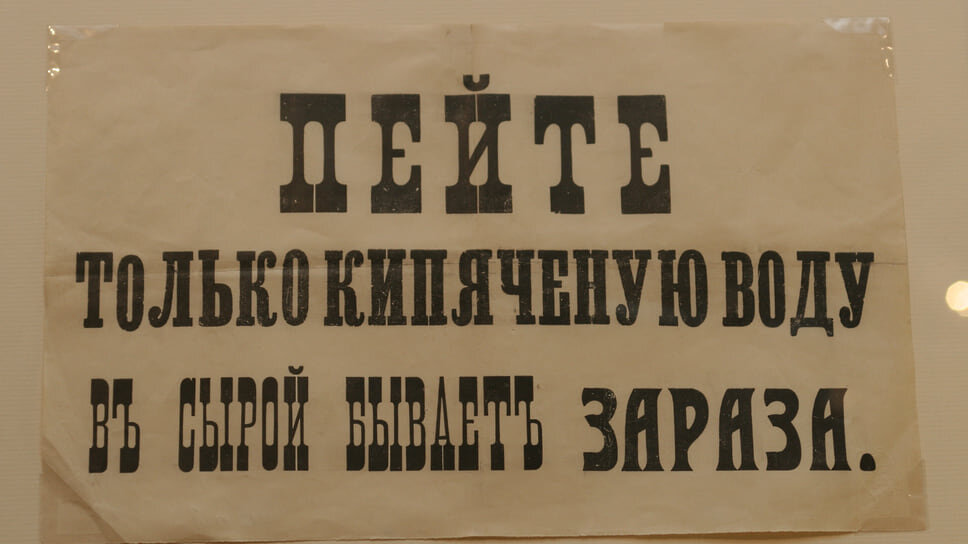 ПЕЙТЕ
ТОЛЬКО КИПЯЧЕНУЮ ВОДУ
ВЪ СЫРОЙ БЫВАЕТЪ ЗАРАЗА.